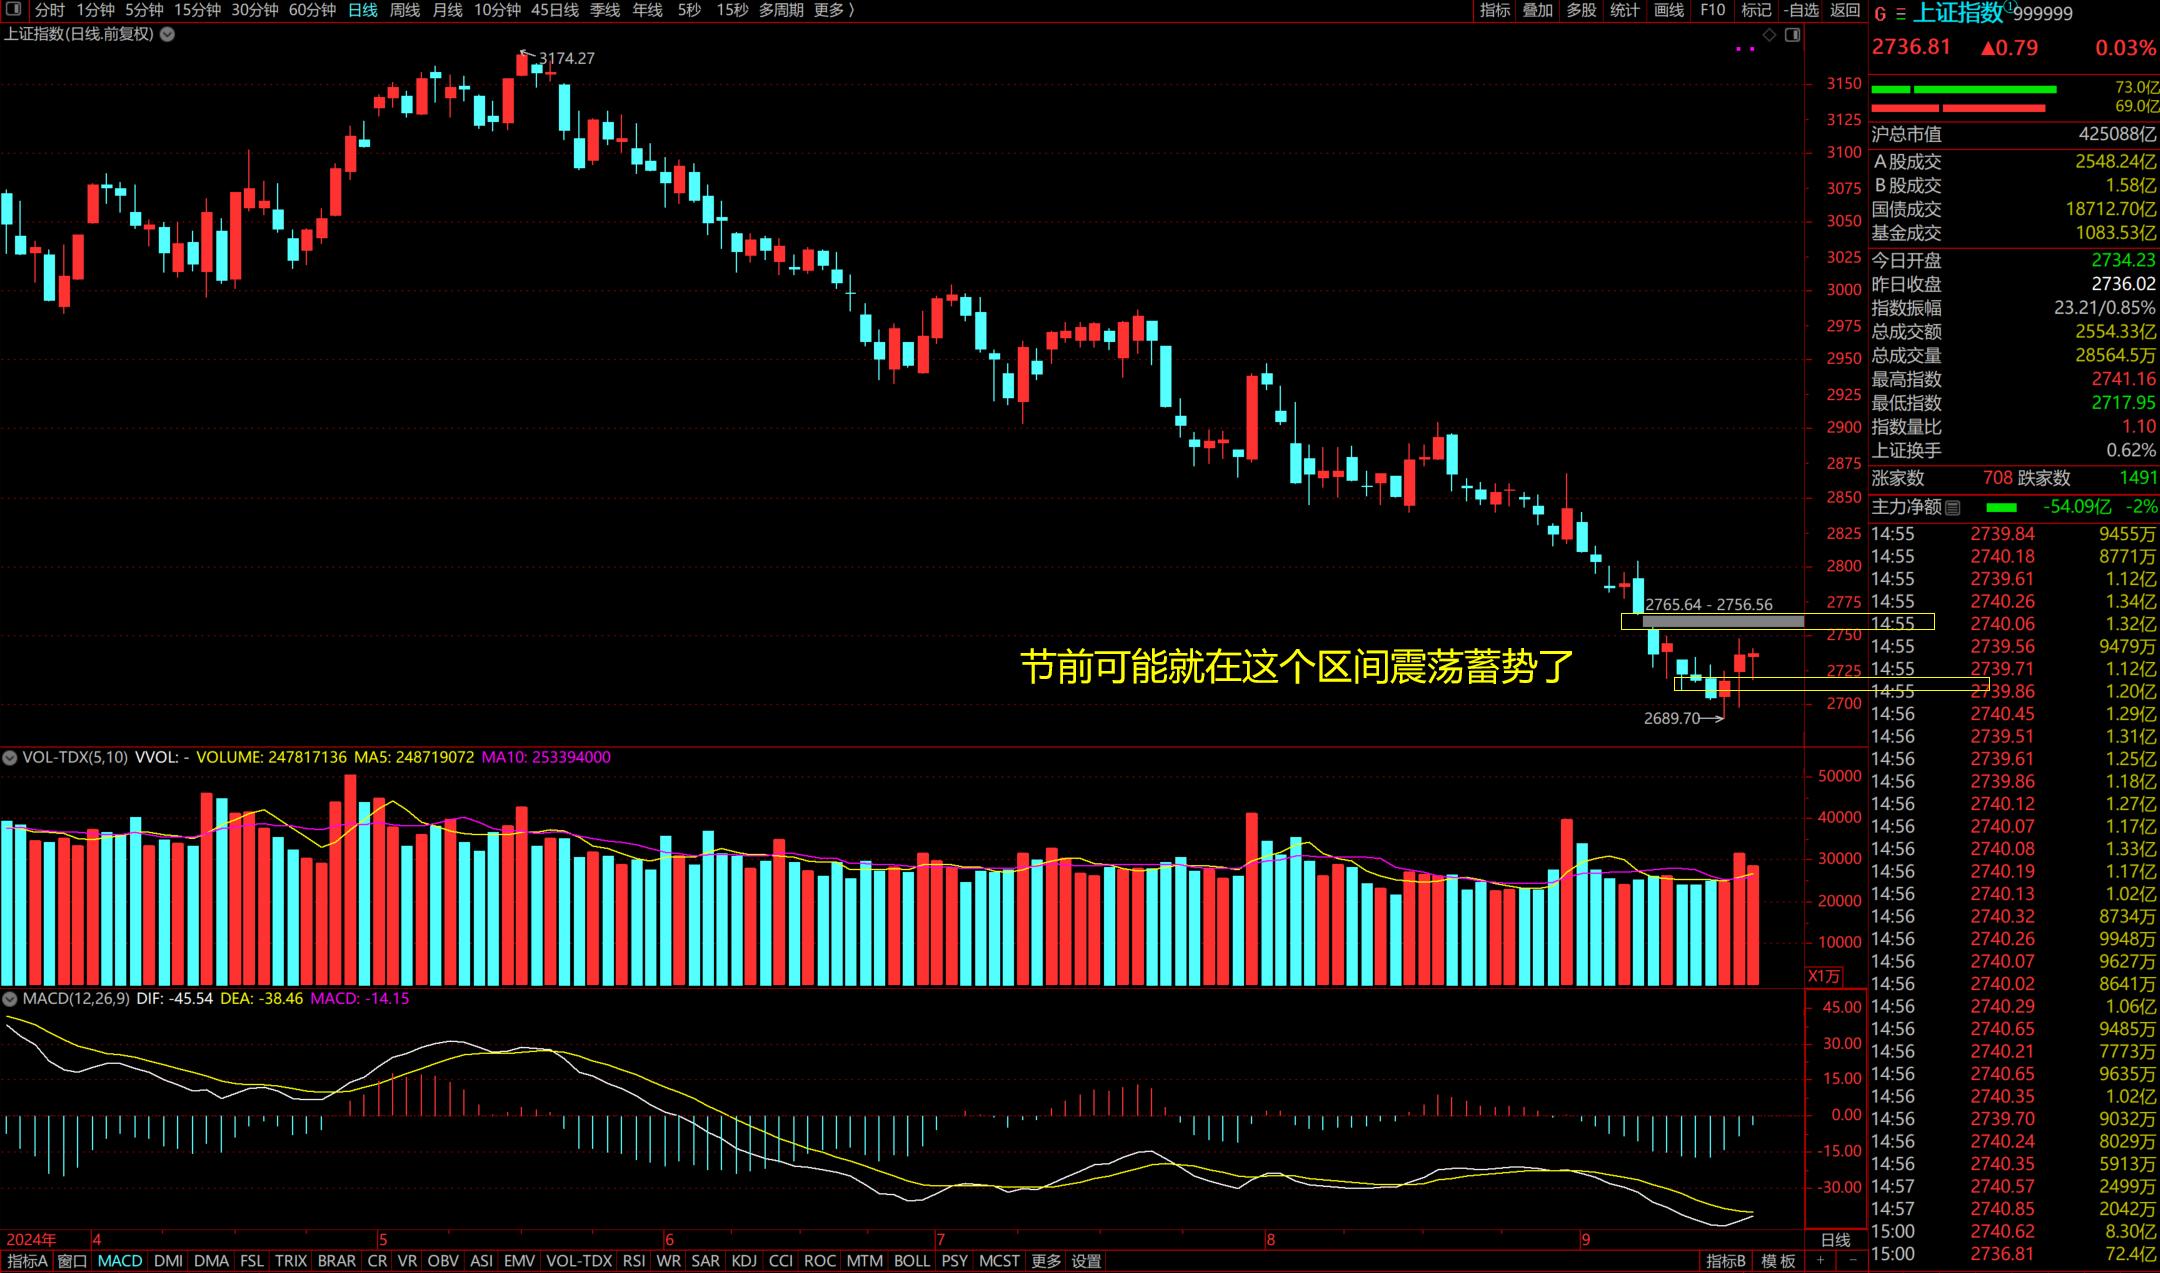 分时 1分钟 5分钟 15分钟 30分钟 60分钟 日线 周线 月线 10分钟 45日线 季线 年线 5秒 15秒 多周期 更多 〉 指标 叠加 多股 统计 画线 F10 标记 -自选 返回
G 三 上证指数① 999999
上证指数(日线.前复权)
2736.81 ▲0.79 0.03%
73.0亿
69.0亿
沪总市值 425088亿
A股成交 2548.24亿
B股成交 1.58亿
国债成交 18712.70亿
基金成交 1083.53亿
今日开盘 2734.23
昨日收盘 2736.02
指数振幅 23.21/0.85%
总成交额 2554.33亿
总成交量 28564.5万
最高指数 2741.16
最低指数 2717.95
指数量比 1.10
上证换手 0.62%
涨家数 708 跌家数 1491
主力净额 -54.09亿 -2%
14:55 2739.84 9455万
14:55 2740.18 8771万
14:55 2739.61 1.12亿
14:55 2740.26 1.34亿
14:55 2740.06 1.32亿
14:55 2739.56 9479万
14:55 2739.71 1.12亿
14:55 2739.86 1.20亿
14:56 2740.45 1.29亿
14:56 2739.51 1.31亿
14:56 2739.61 1.25亿
14:56 2739.86 1.18亿
14:56 2740.12 1.27亿
14:56 2740.07 1.17亿
14:56 2740.08 1.33亿
14:56 2740.19 1.17亿
14:56 2740.13 1.02亿
14:56 2740.32 8734万
14:56 2740.26 9948万
14:56 2740.07 9627万
14:56 2740.02 8641万
14:56 2740.29 1.06亿
14:56 2740.65 9485万
14:56 2740.21 7773万
14:56 2740.65 9635万
14:56 2740.35 1.02亿
14:56 2739.70 9032万
14:56 2740.24 8029万
14:56 2740.35 5913万
14:57 2740.57 2499万
14:57 2740.85 2042万
15:00 2740.62 8.30亿
15:00 2736.81 72.4亿
3174.27
3150
3125
3100
3075
3050
3025
3000
2975
2950
2925
2900
2875
2850
2825
2800
2775
2750
2725
2700
2765.64 - 2756.56
节前可能就在这个区间震荡蓄势了
2689.70
VOL-TDX(5,10) VVOL: - VOLUME: 247817136 MA5: 248719072 MA10: 253394000
50000
40000
30000
20000
10000
X1万
MACD(12,26,9) DIF: -45.54 DEA: -38.46 MACD: -14.15
45.00
30.00
15.00
0.00
-15.00
-30.00
2024年 4 5 6 7 8 9 日线
指标A 窗口 MACD DMI DMA FSL TRIX BRAR CR VR OBV ASI EMV VOL-TDX RSI WR SAR KDJ CCI ROC MTM BOLL PSY MCST 更多 设置 指标B 模板 + -